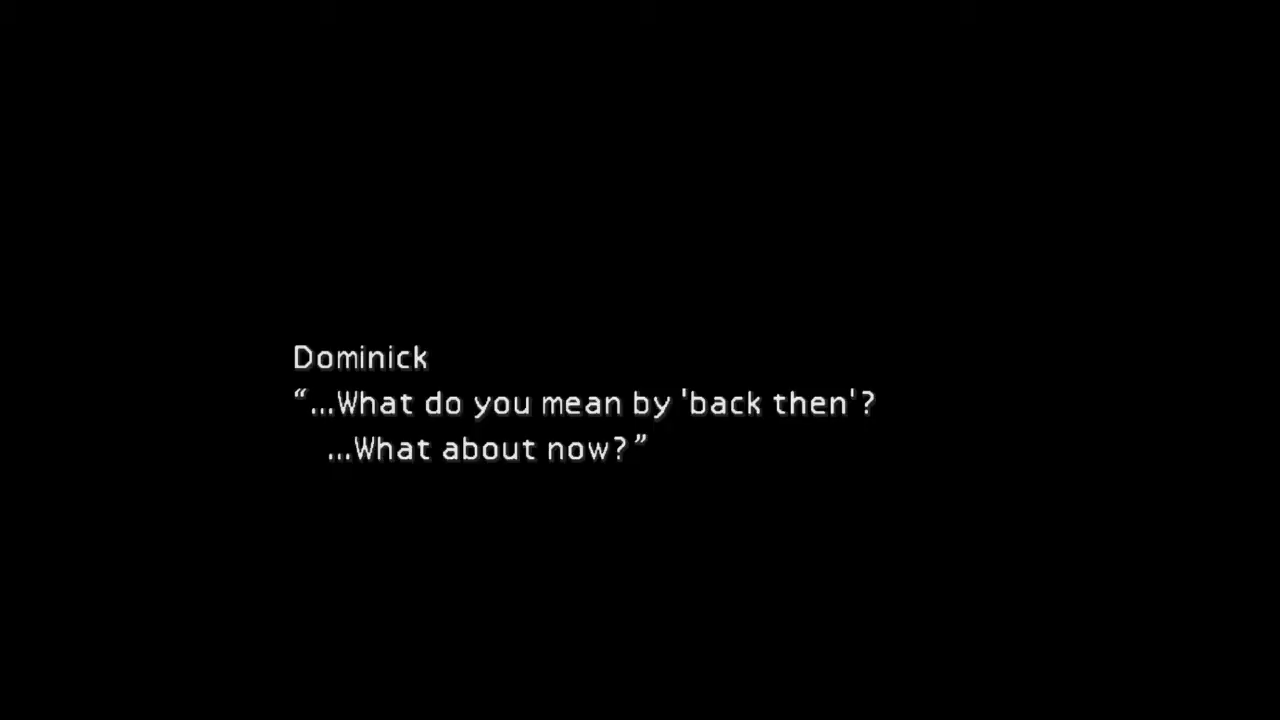 Dominick
“...What do you mean by 'back then'?
...What about now?”